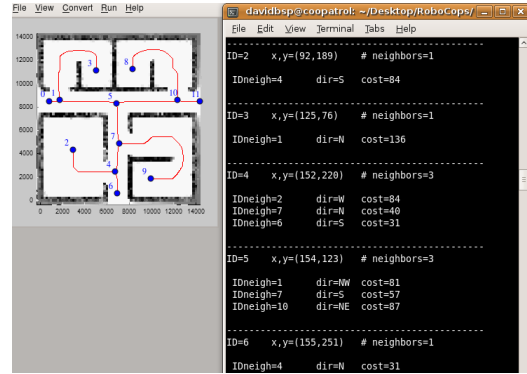 File View Convert Run Help
14000
12000
10000
8000
6000
4000
2000
0
0 2000 4000 6000 8000 10000 12000 14000
3
8
0 1
5
10 11
7
2
4
9
6
davidbsp@coopatrol: ~/Desktop/RoboCops/
File Edit View Terminal Tabs Help
--------------------------------------------------
ID=2 x,y=(92,189) # neighbors=1
IDneigh=4 dir=S cost=84
--------------------------------------------------
ID=3 x,y=(125,76) # neighbors=1
IDneigh=1 dir=N cost=136
--------------------------------------------------
ID=4 x,y=(152,220) # neighbors=3
IDneigh=2 dir=W cost=84
IDneigh=7 dir=N cost=40
IDneigh=6 dir=S cost=31
--------------------------------------------------
ID=5 x,y=(154,123) # neighbors=3
IDneigh=1 dir=NW cost=81
IDneigh=7 dir=S cost=57
IDneigh=10 dir=NE cost=87
--------------------------------------------------
ID=6 x,y=(155,251) # neighbors=1
IDneigh=4 dir=N cost=31